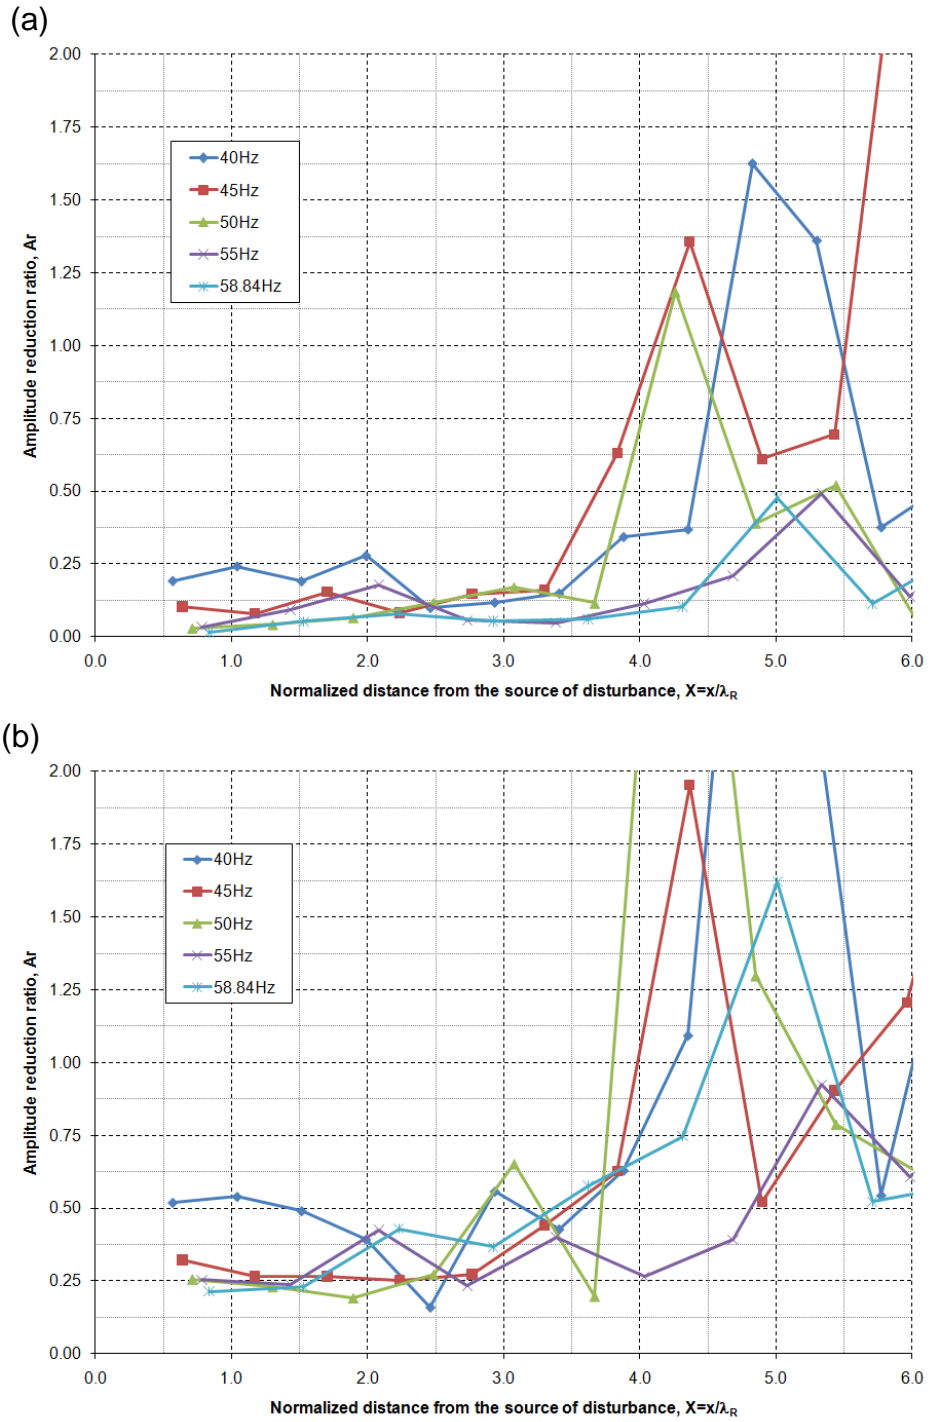 (a)
2.00
1.75
1.50
1.25
1.00
0.75
0.50
0.25
0.00
Amplitude reduction ratio, Ar
40Hz
45Hz
50Hz
55Hz
58.84Hz
0.0 1.0 2.0 3.0 4.0 5.0 6.0
Normalized distance from the source of disturbance, X=x/λR
(b)
2.00
1.75
1.50
1.25
1.00
0.75
0.50
0.25
0.00
Amplitude reduction ratio, Ar
40Hz
45Hz
50Hz
55Hz
58.84Hz
0.0 1.0 2.0 3.0 4.0 5.0 6.0
Normalized distance from the source of disturbance, X=x/λR